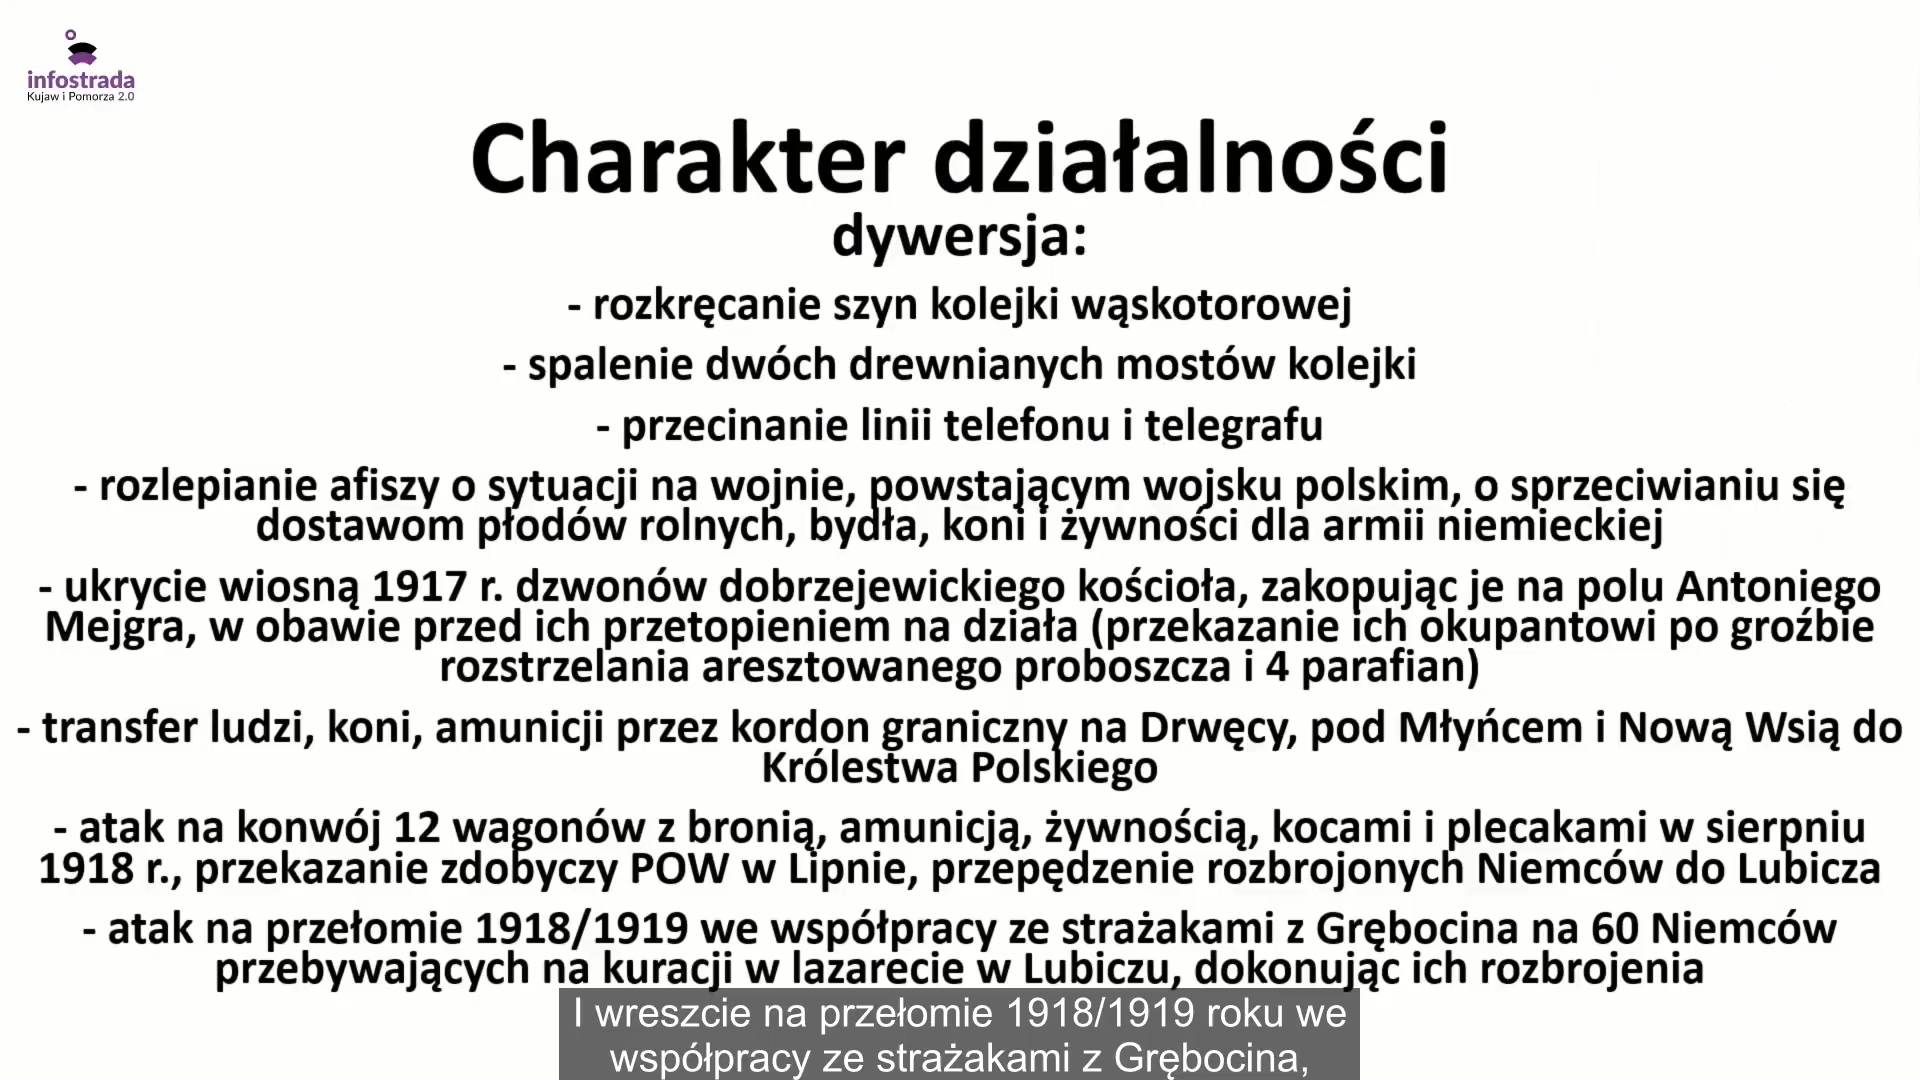 infostrada
Kujaw i Pomorza 2.0
Charakter działalności
dywersja:
- rozkręcanie szyn kolejki wąskotorowej
- spalenie dwóch drewnianych mostów kolejki
- przecinanie linii telefonu i telegrafu
- rozlepianie afiszy o sytuacji na wojnie, powstającym wojsku polskim, o sprzeciwianiu się
dostawom płodów rolnych, bydła, koni i żywności dla armii niemieckiej
- ukrycie wiosną 1917 r. dzwonów dobrzejewickiego kościoła, zakopując je na polu Antoniego
Mejgra, w obawie przed ich przetopieniem na działa (przekazanie ich okupantowi po groźbie
rozstrzelania aresztowanego proboszcza i 4 parafian)
- transfer ludzi, koni, amunicji przez kordon graniczny na Drwęcy, pod Młyńcem i Nową Wsią do
Królestwa Polskiego
- atak na konwój 12 wagonów z bronią, amunicją, żywnością, kocami i plecakami w sierpniu
1918 r., przekazanie zdobyczy POW w Lipnie, przepędzenie rozbrojonych Niemców do Lubicza
- atak na przełomie 1918/1919 we współpracy ze strażakami z Grębocina na 60 Niemców
przebywających na kuracji w lazarecie w Lubiczu, dokonując ich rozbrojenia
I wreszcie na przełomie 1918/1919 roku we
współpracy ze strażakami z Grębocina,